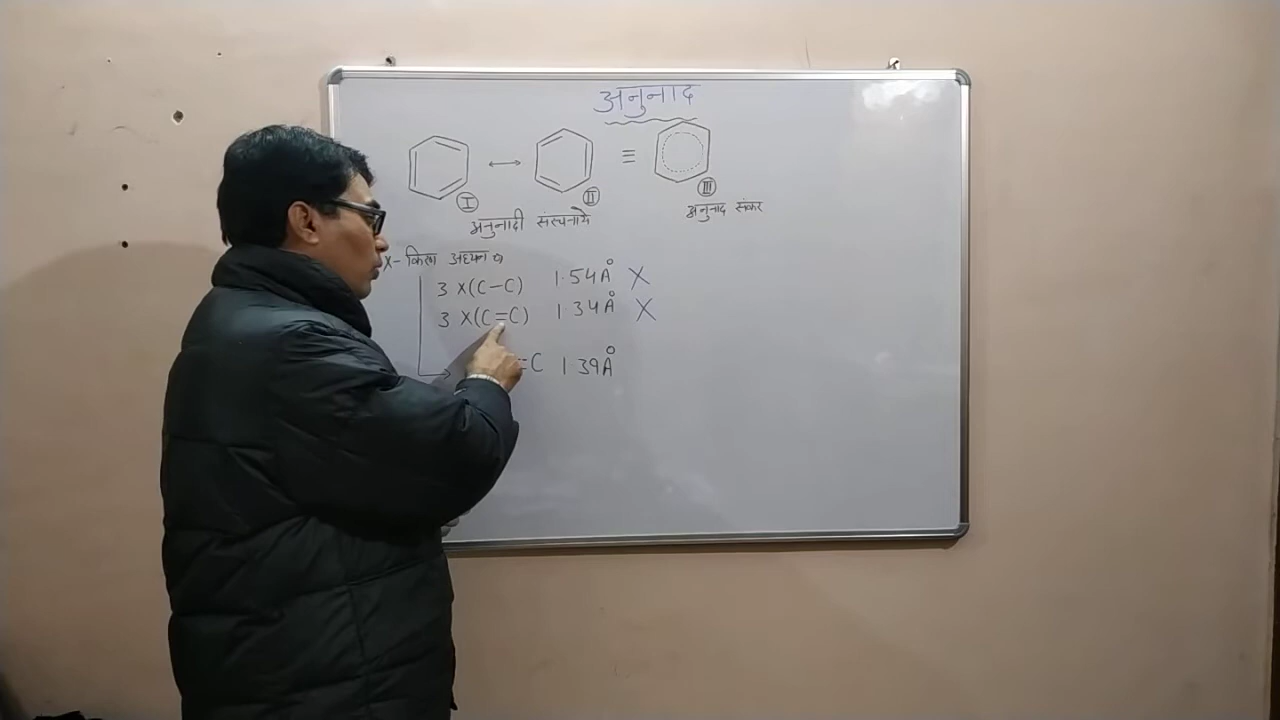 अनुनाद
I II III
अनुनादी संरचनायें अनुनाद संकर
X- किरण अध्ययन
3 X(C-C) 1.54Å X
3 X(C=C) 1.34Å X
=C 1.39Å